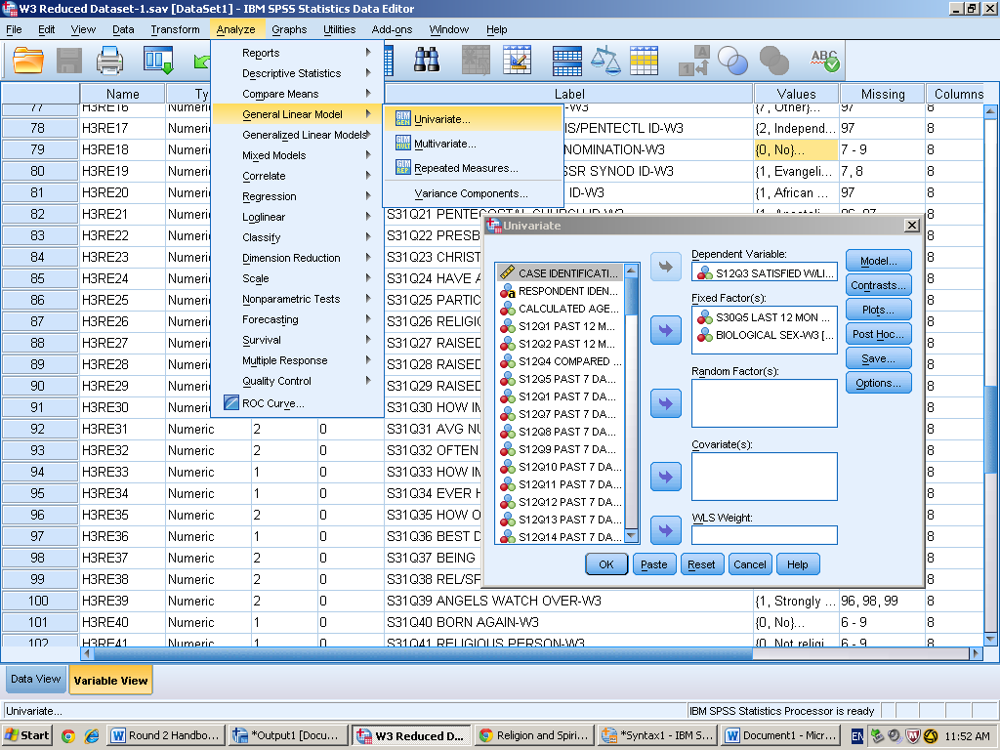 W3 Reduced Dataset-1.sav [DataSet1] - IBM SPSS Statistics Data Editor
File Edit View Data Transform Analyze Graphs Utilities Add-ons Window Help
Reports
Descriptive Statistics
Compare Means
General Linear Model
Generalized Linear Models
Mixed Models
Correlate
Regression
Loglinear
Classify
Dimension Reduction
Scale
Nonparametric Tests
Forecasting
Survival
Multiple Response
Quality Control
ROC Curve...
Univariate...
Multivariate...
Repeated Measures...
Variance Components...
Name Ty Label Values Missing Columns
77 H3RE16 Numeric -W3 {7, Other}... 97 8
78 H3RE17 Numeric IS/PENTECTL ID-W3 {2, Independ... 97 8
79 H3RE18 Numeric NOMINATION-W3 {0, No}... 7 - 9 8
80 H3RE19 Numeric SSR SYNOD ID-W3 {1, Evangeli... 7, 8 8
81 H3RE20 Numeric ID-W3 {1, African ... 97 8
82 H3RE21 Numeric S31Q21 PENTECOSTAL CHURCH ID-W3 {1, Apostoli... 96, 97 8
83 H3RE22 Numeric S31Q22 PRESB 8
84 H3RE23 Numeric S31Q23 CHRIST 8
85 H3RE24 Numeric S31Q24 HAVE A 8
86 H3RE25 Numeric S31Q25 PARTIC 8
87 H3RE26 Numeric S31Q26 RELIGIO 8
88 H3RE27 Numeric S31Q27 RAISED 8
89 H3RE28 Numeric S31Q28 RAISED 8
90 H3RE29 Numeric S31Q29 RAISED 8
91 H3RE30 Numeric S31Q30 HOW IM 8
92 H3RE31 Numeric 2 0 S31Q31 AVG NU 8
93 H3RE32 Numeric 2 0 S31Q32 OFTEN 8
94 H3RE33 Numeric 1 0 S31Q33 HOW IM 8
95 H3RE34 Numeric 1 0 S31Q34 EVER H 8
96 H3RE35 Numeric 2 0 S31Q35 HOW O 8
97 H3RE36 Numeric 1 0 S31Q36 BEST D 8
98 H3RE37 Numeric 2 0 S31Q37 BEING 8
99 H3RE38 Numeric 2 0 S31Q38 REL/SF 8
100 H3RE39 Numeric 2 0 S31Q39 ANGELS WATCH OVER-W3 {1, Strongly ... 96, 98, 99 8
101 H3RE40 Numeric 1 0 S31Q40 BORN AGAIN-W3 {0, No}... 6 - 9 8
102 H3RE41 Numeric 1 0 S31Q41 RELIGIOUS PERSON-W3 {0, Not religi... 6 - 9 8
Univariate
CASE IDENTIFICATI...
RESPONDENT IDEN...
CALCULATED AGE...
S12Q1 PAST 12 M...
S12Q2 PAST 12 M...
S12Q4 COMPARED ...
S12Q5 PAST 7 DA...
S12Q1 PAST 7 DA...
S12Q7 PAST 7 DA...
S12Q8 PAST 7 DA...
S12Q9 PAST 7 DA...
S12Q10 PAST 7 DA...
S12Q11 PAST 7 DA...
S12Q12 PAST 7 DA...
S12Q13 PAST 7 DA...
S12Q14 PAST 7 DA...
Dependent Variable:
S12Q3 SATISFIED W/LI...
Fixed Factor(s):
S30Q5 LAST 12 MON ...
BIOLOGICAL SEX-W3 [...
Random Factor(s):
Covariate(s):
WLS Weight:
Model...
Contrasts...
Plots...
Post Hoc...
Save...
Options...
OK Paste Reset Cancel Help
Data View Variable View
Univariate... IBM SPSS Statistics Processor is ready
Start Round 2 Handbo... *Output1 [Docu... W3 Reduced D... Religion and Spiri... *Syntax1 - IBM S... Document1 - Micr... EN 11:52 AM